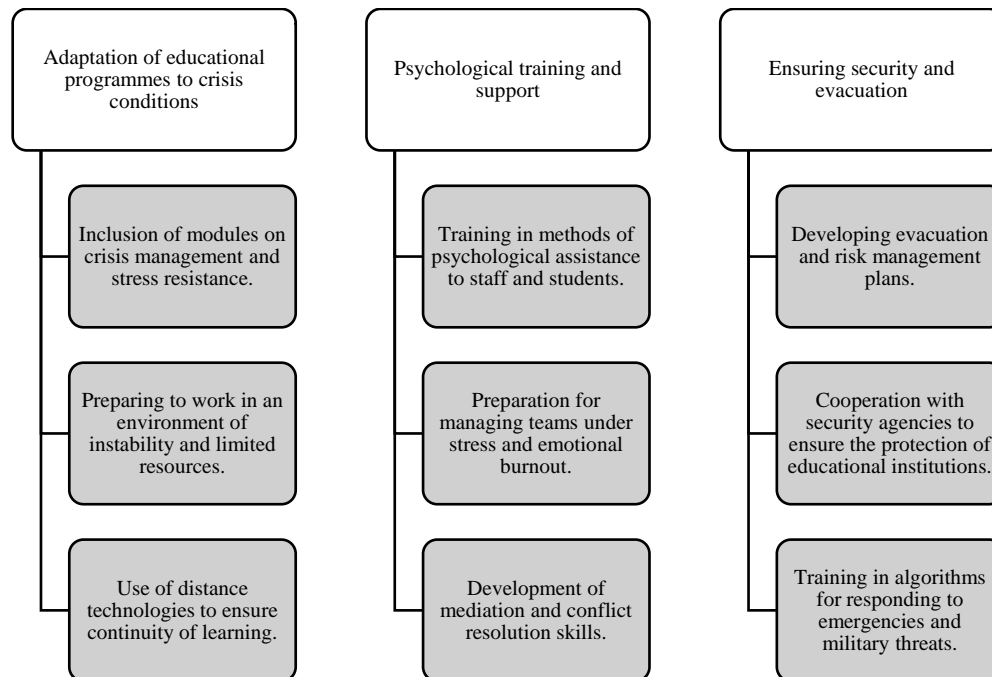 Adaptation of educational
programmes to crisis
conditions
Inclusion of modules on
crisis management and
stress resistance.
Preparing to work in an
environment of
instability and limited
resources.
Use of distance
technologies to ensure
continuity of learning.
Psychological training and
support
Training in methods of
psychological assistance
to staff and students.
Preparation for
managing teams under
stress and emotional
burnout.
Development of
mediation and conflict
resolution skills.
Ensuring security and
evacuation
Developing evacuation
and risk management
plans.
Cooperation with
security agencies to
ensure the protection of
educational institutions.
Training in algorithms
for responding to
emergencies and
military threats.